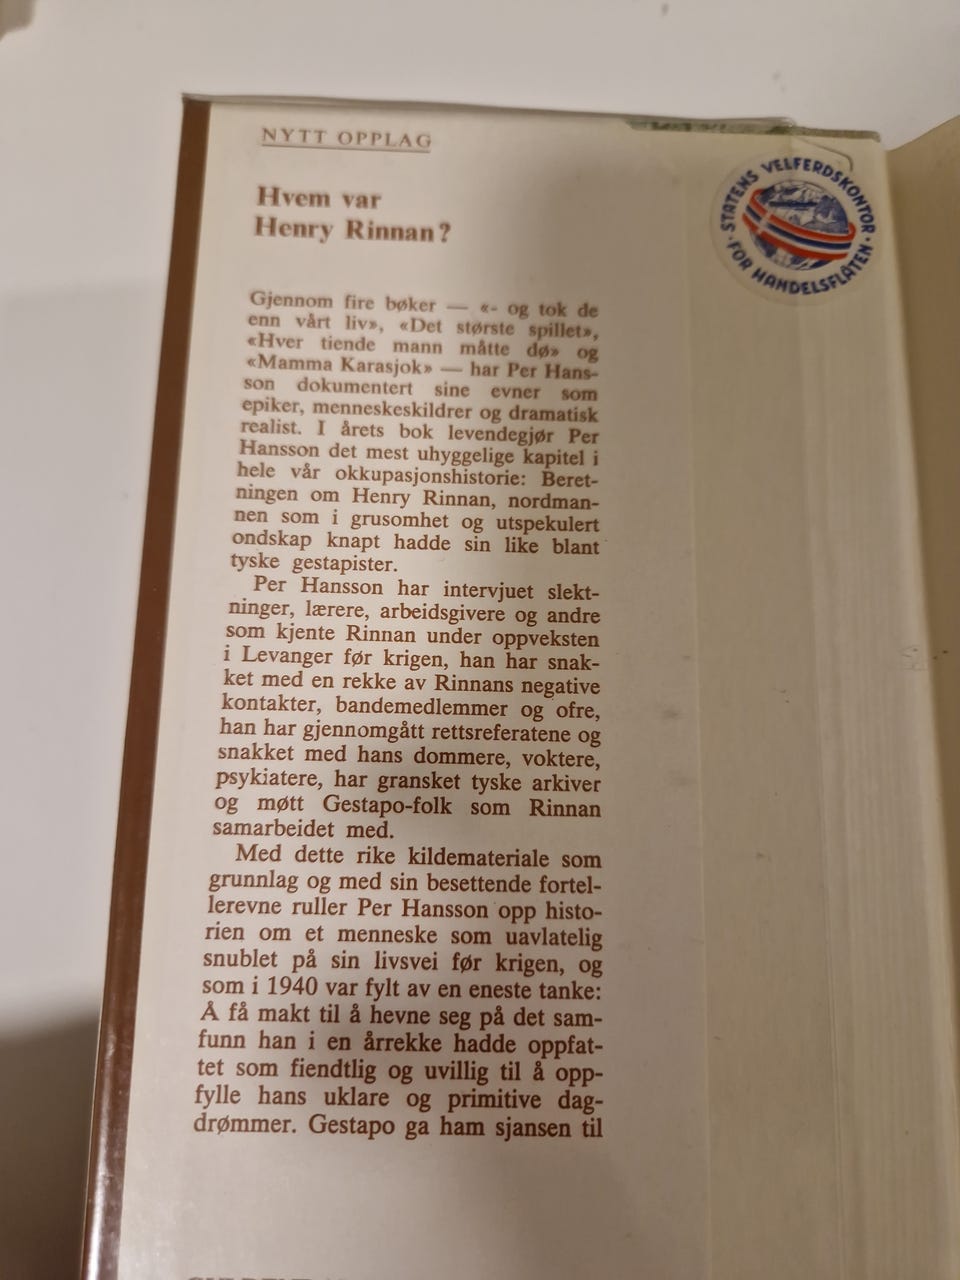 NYTT OPPLAG
Hvem var
Henry Rinnan?
Gjennom fire bøker — «- og tok de
enn vårt liv», «Det største spillet»,
«Hver tiende mann måtte dø» og
«Mamma Karasjok» — har Per Hans-
son dokumentert sine evner som
epiker, menneskeskildrer og dramatisk
realist. I årets bok levendegjør Per
Hansson det mest uhyggelige kapitel i
hele vår okkupasjonshistorie: Beret-
ningen om Henry Rinnan, nordman-
nen som i grusomhet og utspekulert
ondskap knapt hadde sin like blant
tyske gestapister.
Per Hansson har intervjuet slekt-
ninger, lærere, arbeidsgivere og andre
som kjente Rinnan under oppveksten
i Levanger før krigen, han har snak-
ket med en rekke av Rinnans negative
kontakter, bandemedlemmer og ofre,
han har gjennomgått rettsreferatene og
snakket med hans dommere, voktere,
psykiatere, har gransket tyske arkiver
og møtt Gestapo-folk som Rinnan
samarbeidet med.
Med dette rike kildemateriale som
grunnlag og med sin besettende fortel-
lerevne ruller Per Hansson opp histo-
rien om et menneske som uavlatelig
snublet på sin livsvei før krigen, og
som i 1940 var fylt av en eneste tanke:
Å få makt til å hevne seg på det sam-
funn han i en årrekke hadde oppfat-
tet som fiendtlig og uvillig til å opp-
fylle hans uklare og primitive dag-
drømmer. Gestapo ga ham sjansen til
STATENS VELFERDSKONTOR
· FOR HANDELSFLÅTEN ·